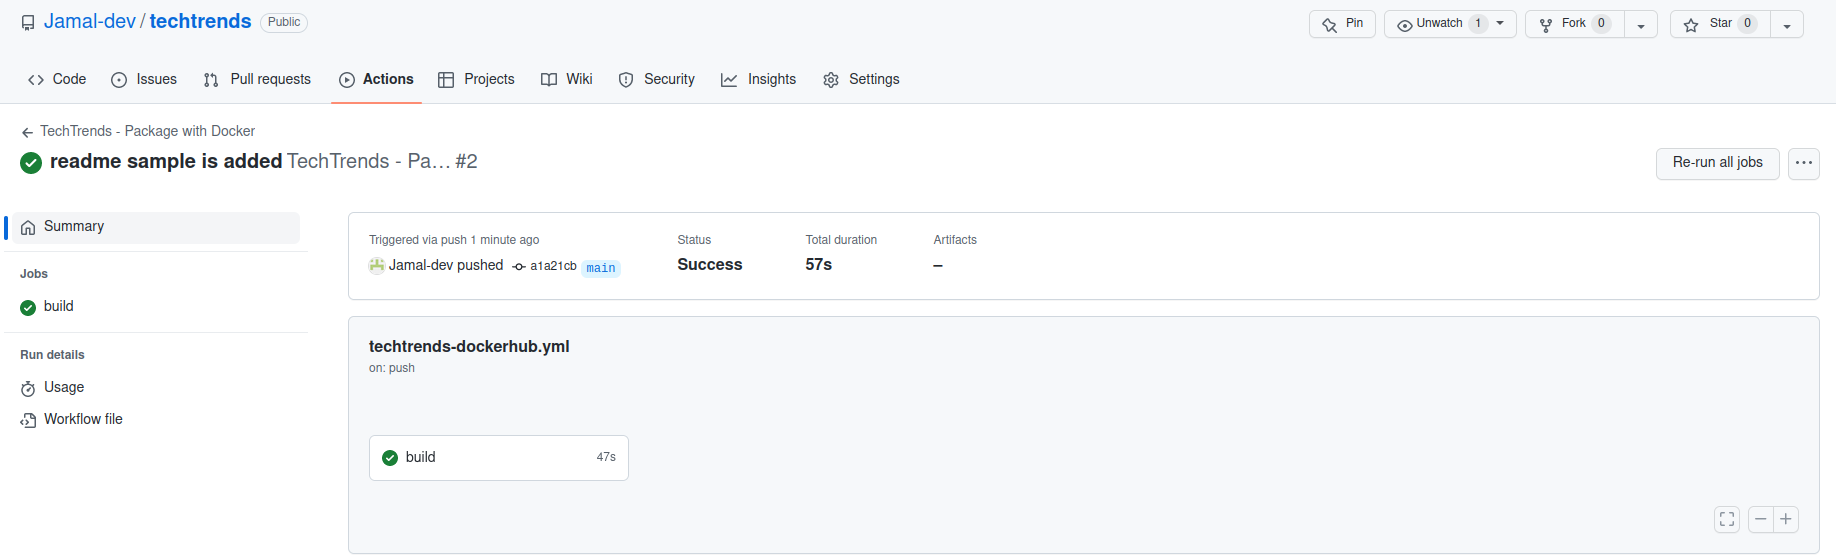 Jamal-dev / techtrends Public
Pin Unwatch 1 Fork 0 Star 0
Code Issues Pull requests Actions Projects Wiki Security Insights Settings
← TechTrends - Package with Docker
readme sample is added TechTrends - Pa... #2
Re-run all jobs
Summary
Jobs
build
Run details
Usage
Workflow file
Triggered via push 1 minute ago
Jamal-dev pushed a1a21cb main
Status
Success
Total duration
57s
Artifacts
–
techtrends-dockerhub.yml
on: push
build 47s